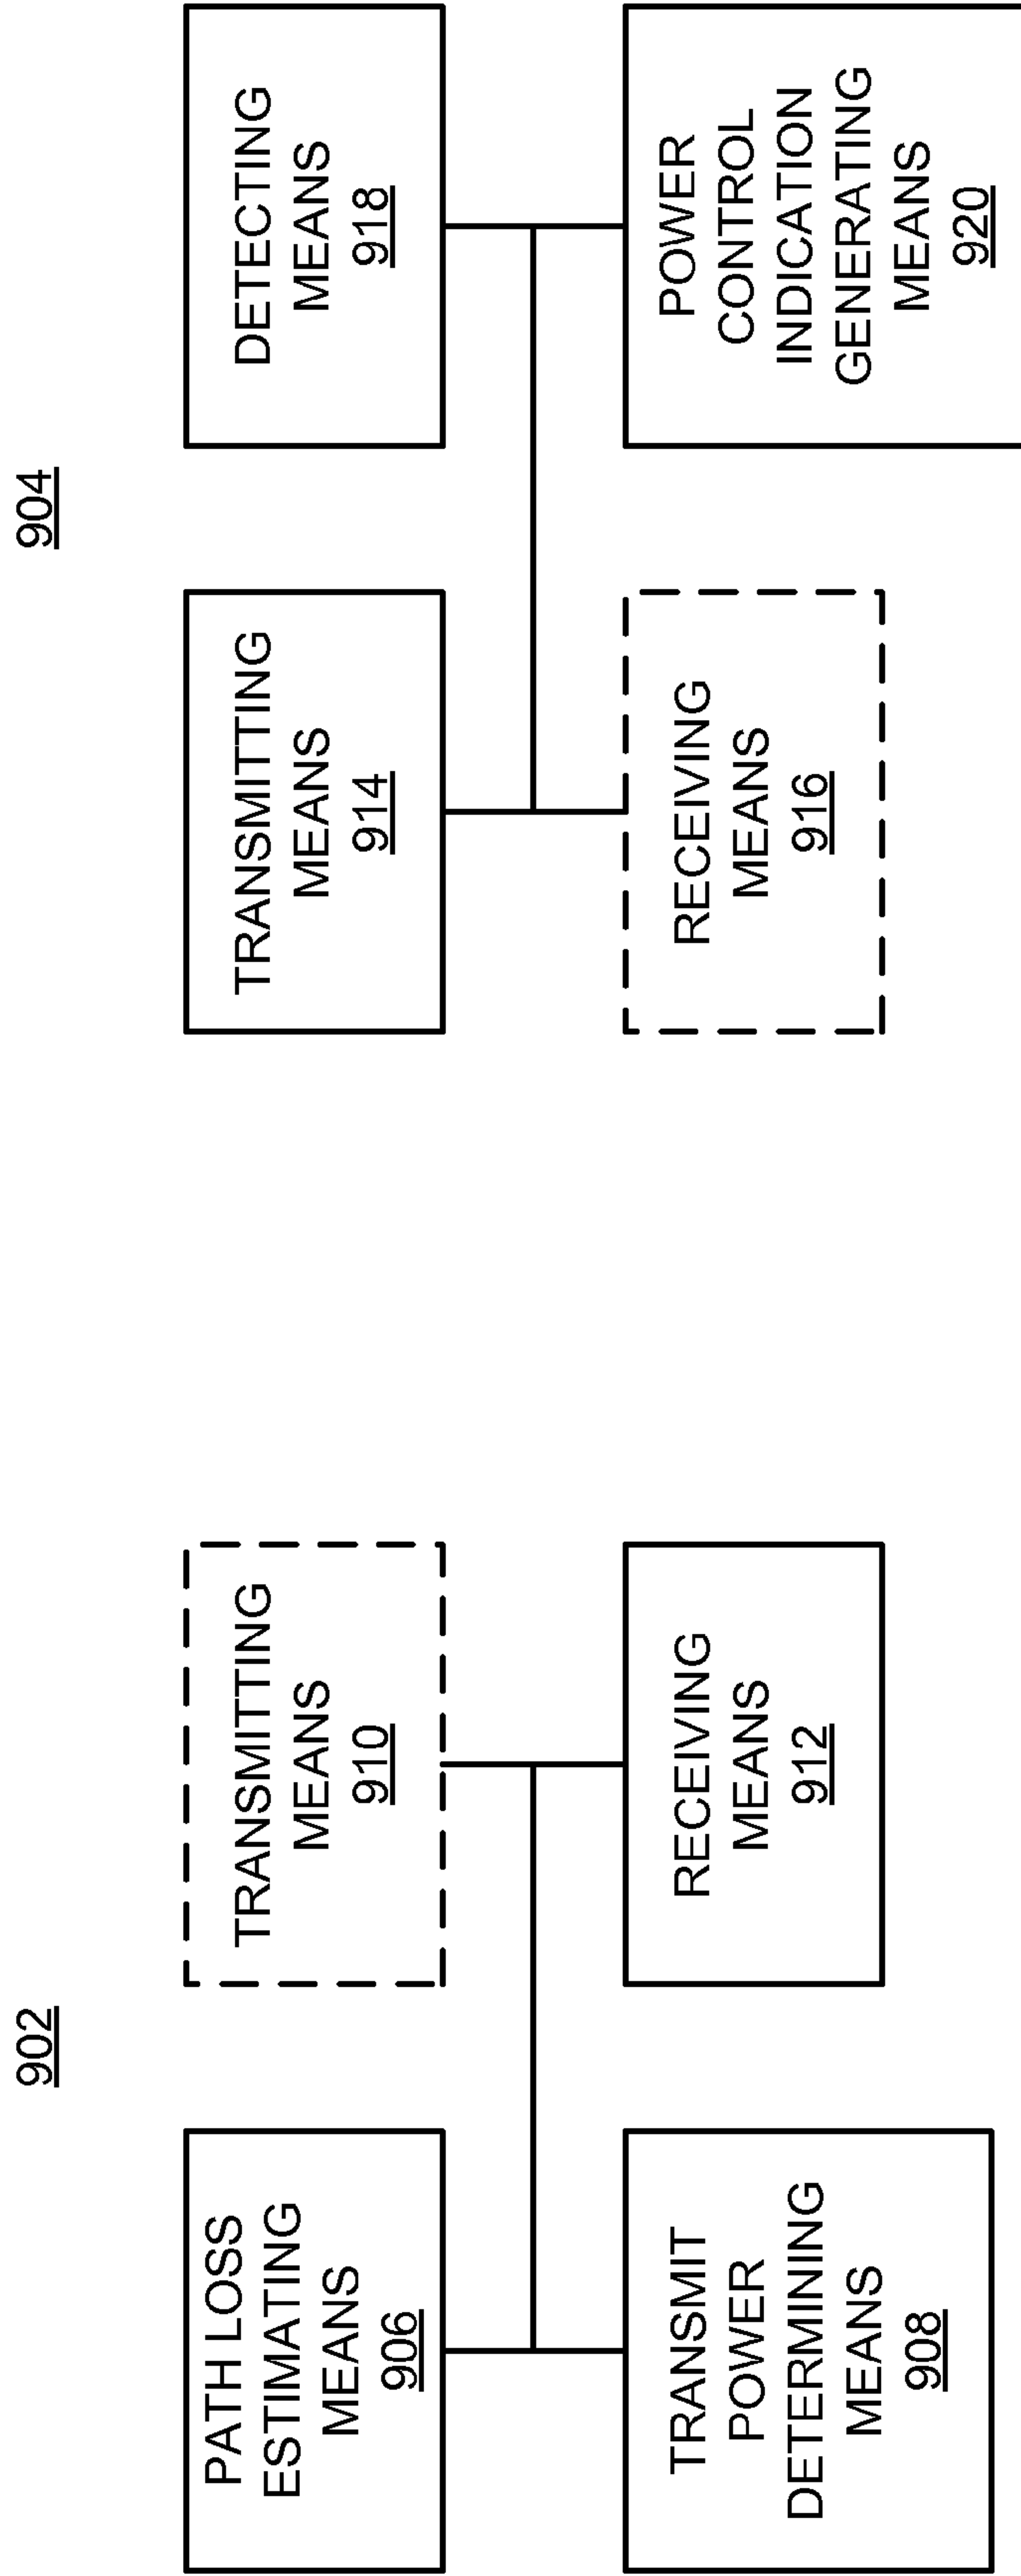 902
PATH LOSS
ESTIMATING
MEANS
906
TRANSMITTING
MEANS
910
TRANSMIT
POWER
DETERMINING
MEANS
908
RECEIVING
MEANS
912
904
TRANSMITTING
MEANS
914
DETECTING
MEANS
918
RECEIVING
MEANS
916
POWER
CONTROL
INDICATION
GENERATING
MEANS
920